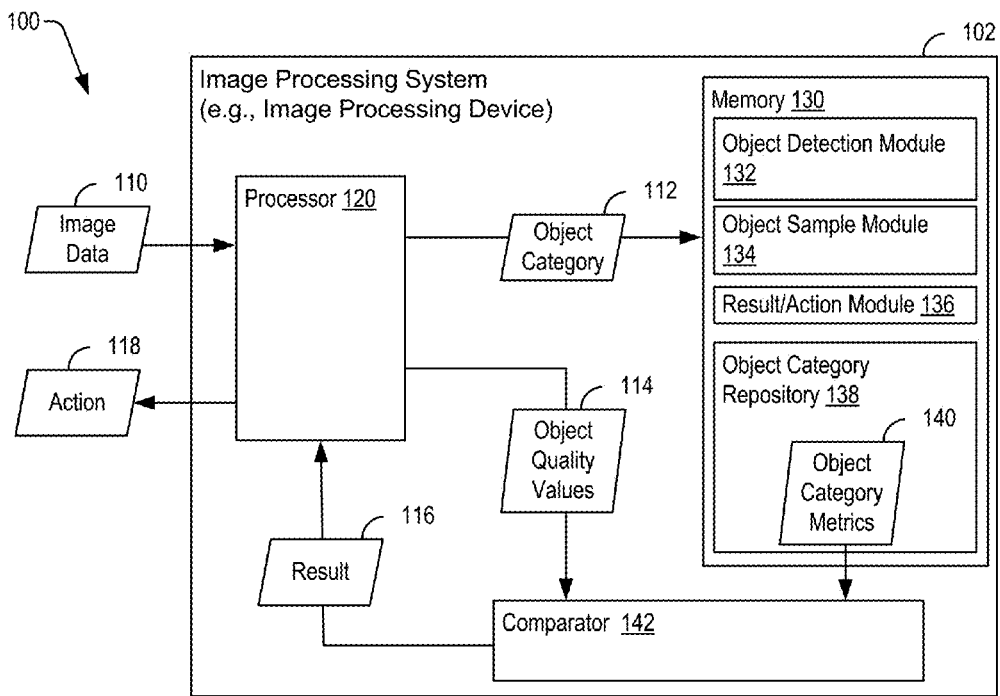 100
102
Image Processing System
(e.g., Image Processing Device)
Memory 130
Object Detection Module
132
Object Sample Module
134
Result/Action Module 136
Object Category
Repository 138
140
Object
Category
Metrics
110
Image
Data
Processor 120
112
Object
Category
118
Action
114
Object
Quality
Values
116
Result
Comparator 142